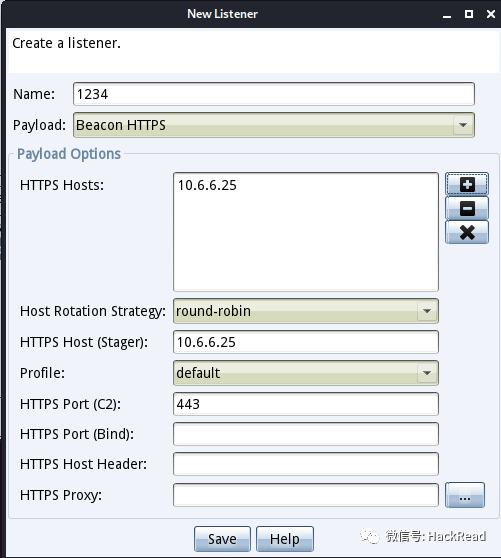 New Listener
Create a listener.
Name: 1234
Payload: Beacon HTTPS
Payload Options
HTTPS Hosts: 10.6.6.25
Host Rotation Strategy: round-robin
HTTPS Host (Stager): 10.6.6.25
Profile: default
HTTPS Port (C2): 443
HTTPS Port (Bind):
HTTPS Host Header:
HTTPS Proxy: ...
Save Help
微信号: HackRead